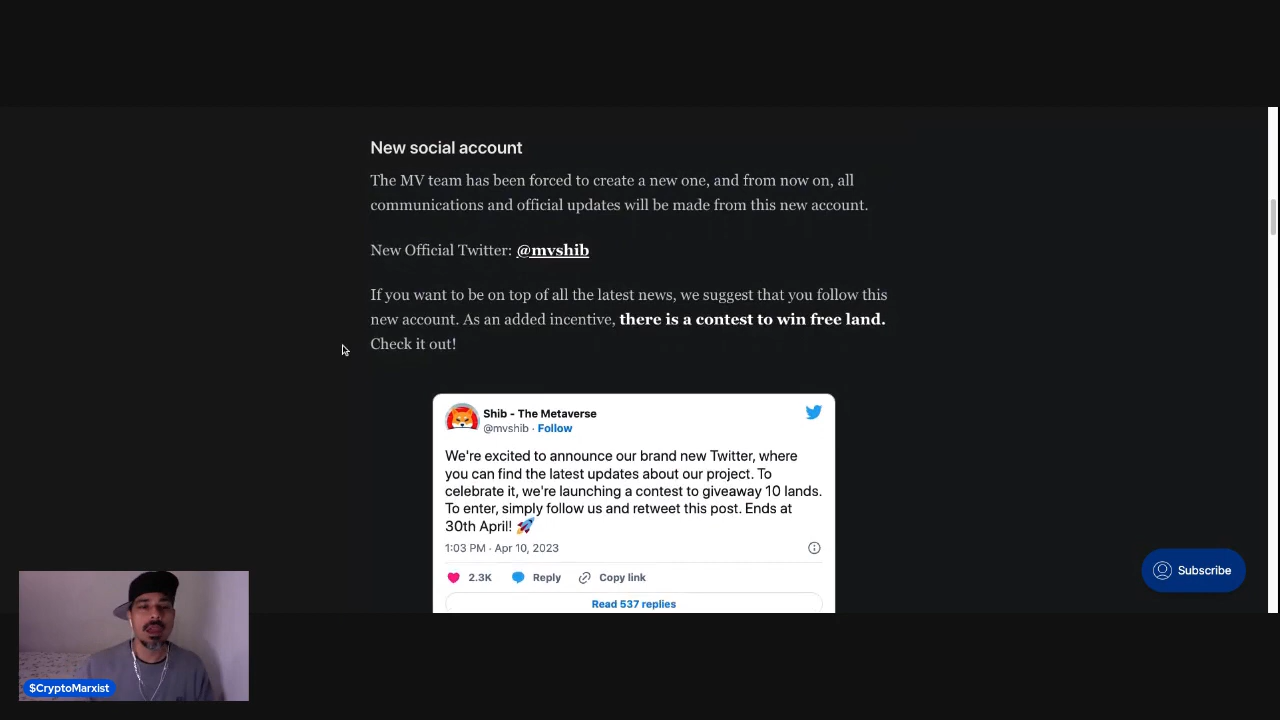 New social account
The MV team has been forced to create a new one, and from now on, all
communications and official updates will be made from this new account.
New Official Twitter: @mvshib
If you want to be on top of all the latest news, we suggest that you follow this
new account. As an added incentive, there is a contest to win free land.
Check it out!
Shib - The Metaverse
@mvshib · Follow
We're excited to announce our brand new Twitter, where
you can find the latest updates about our project. To
celebrate it, we're launching a contest to giveaway 10 lands.
To enter, simply follow us and retweet this post. Ends at
30th April! 🚀
1:03 PM · Apr 10, 2023
2.3K Reply Copy link
Read 537 replies
Subscribe
$CryptoMarxist